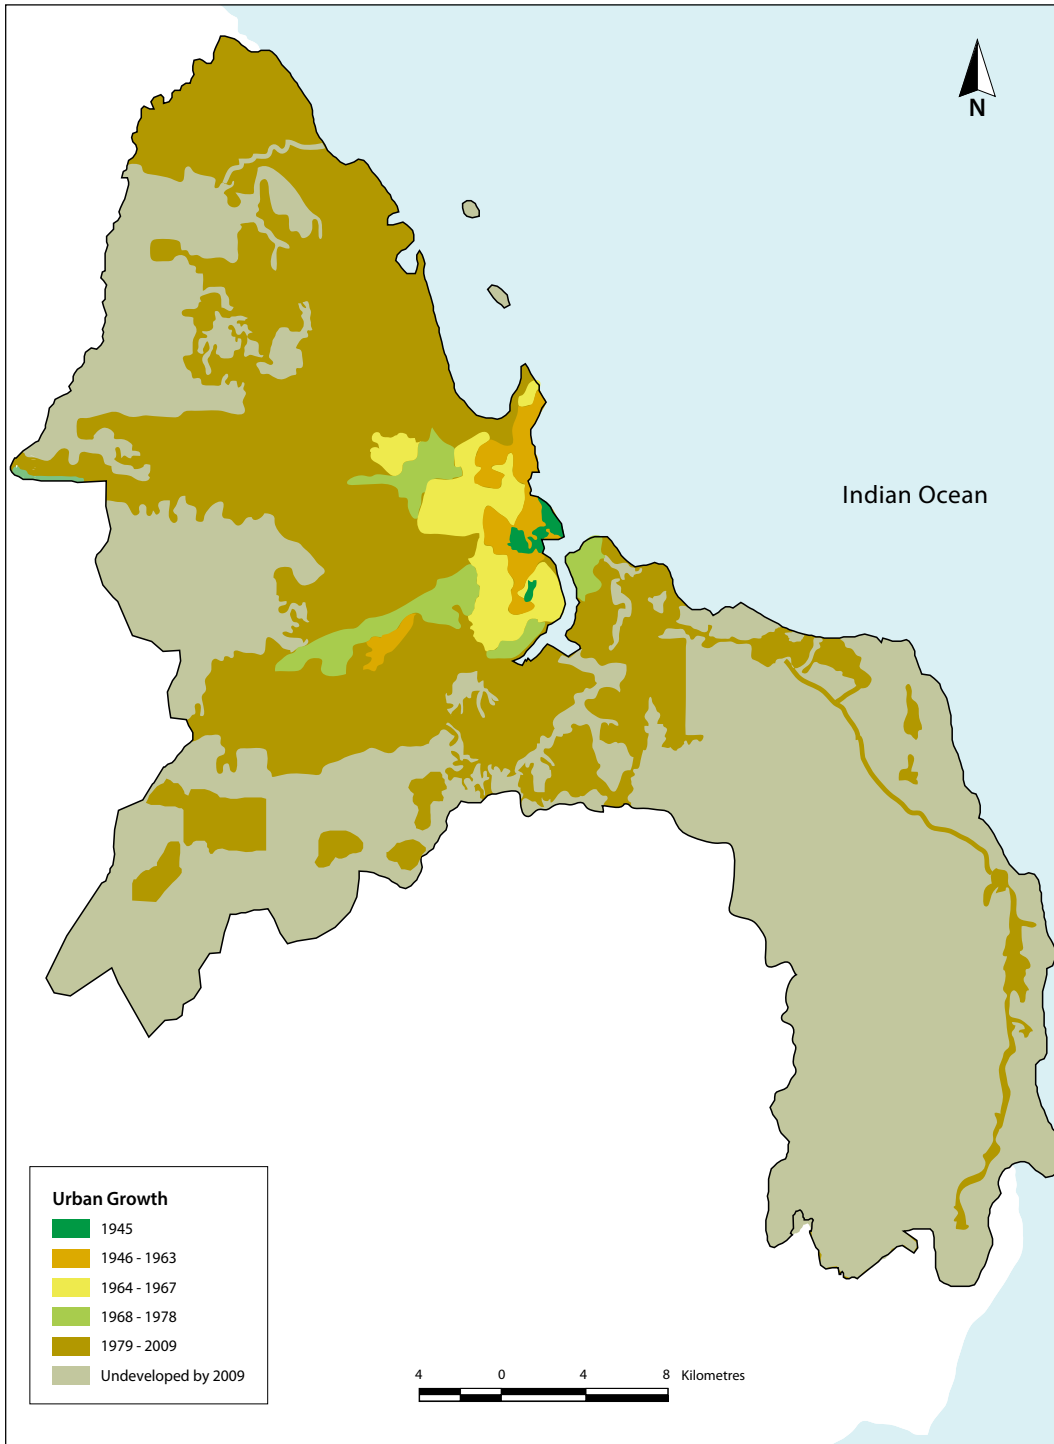 N
Indian Ocean
Urban Growth
1945
1946 - 1963
1964 - 1967
1968 - 1978
1979 - 2009
Undeveloped by 2009
4 0 4 8 Kilometres